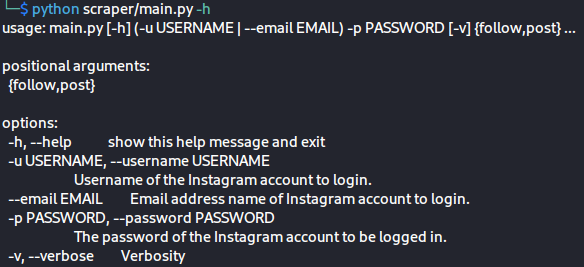 └─$ python scraper/main.py -h
usage: main.py [-h] (-u USERNAME | --email EMAIL) -p PASSWORD [-v] {follow,post} ...
positional arguments:
{follow,post}
options:
-h, --help show this help message and exit
-u USERNAME, --username USERNAME
Username of the Instagram account to login.
--email EMAIL Email address name of Instagram account to login.
-p PASSWORD, --password PASSWORD
The password of the Instagram account to be logged in.
-v, --verbose Verbosity